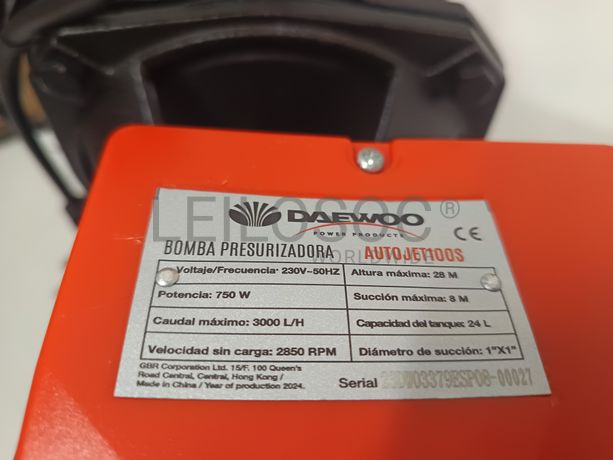 DAEWOO
POWER PRODUCTS
LEILOSOC®
WORLDWIDE
CE
BOMBA PRESURIZADORA AUTOJET100S
Voltaje/Frecuencia: 230V~50HZ Altura máxima: 28 M
Potencia: 750 W Succión máxima: 8 M
Caudal máximo: 3000 L/H Capacidad del tanque: 24 L
Velocidad sin carga: 2850 RPM Diámetro de succión: 1"X1"
GBR Corporation Ltd. 15/F. 100 Queen's
Road Central, Central, Hong Kong /
Made in China / Year of production 2024.
Serial